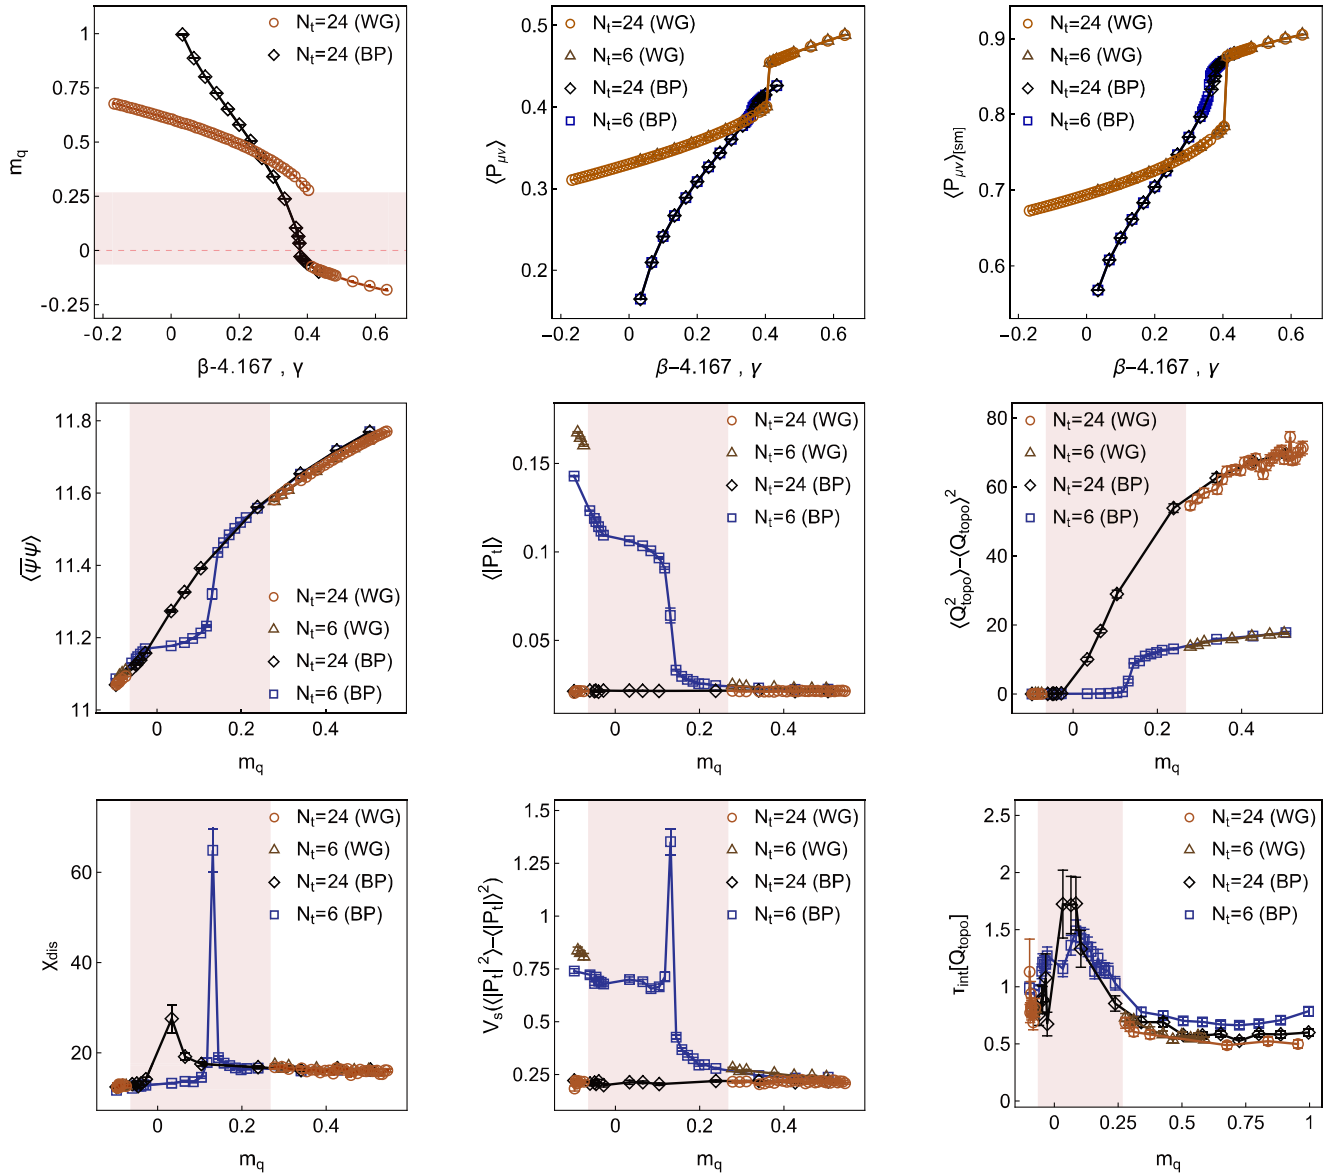 N_t=24 (WG)
N_t=24 (BP)
1
0.75
0.5
0.25
0
-0.25
m_q
-0.2
0
0.2
0.4
0.6
β-4.167 , γ
N_t=24 (WG)
N_t=6 (WG)
N_t=24 (BP)
N_t=6 (BP)
0.5
0.4
0.3
0.2
⟨P_μν⟩
−0.2
0
0.2
0.4
0.6
β−4.167 , γ
N_t=24 (WG)
N_t=6 (WG)
N_t=24 (BP)
N_t=6 (BP)
0.9
0.8
0.7
0.6
⟨P_μν⟩[sm]
−0.2
0
0.2
0.4
0.6
β−4.167 , γ
11.8
11.6
11.4
11.2
11
⟨ψ̅ψ⟩
N_t=24 (WG)
N_t=6 (WG)
N_t=24 (BP)
N_t=6 (BP)
0
0.2
0.4
m_q
0.15
0.1
0.05
⟨|P_t|⟩
N_t=24 (WG)
N_t=6 (WG)
N_t=24 (BP)
N_t=6 (BP)
0
0.2
0.4
m_q
80
60
40
20
0
⟨Q²_topo⟩−⟨Q_topo⟩²
N_t=24 (WG)
N_t=6 (WG)
N_t=24 (BP)
N_t=6 (BP)
0
0.2
0.4
m_q
60
40
20
χ_dis
N_t=24 (WG)
N_t=6 (WG)
N_t=24 (BP)
N_t=6 (BP)
0
0.2
0.4
m_q
1.5
1.25
1
0.75
0.5
0.25
V_s(⟨|P_t|²⟩−⟨|P_t|⟩²)
N_t=24 (WG)
N_t=6 (WG)
N_t=24 (BP)
N_t=6 (BP)
0
0.2
0.4
m_q
2.5
2
1.5
1
0.5
0
τ_int[Q_topo]
N_t=24 (WG)
N_t=6 (WG)
N_t=24 (BP)
N_t=6 (BP)
0
0.25
0.5
0.75
1
m_q